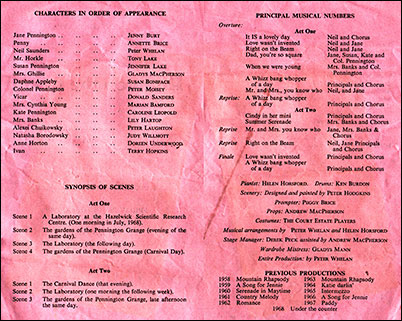 CHARACTERS IN ORDER OF APPEARANCE
Jane Pennington JENNY BURT
Penny ANNETTE BRICE
Neil Saunders PETER WHELAN
Mr. Horkle TONY LAKE
Susan Pennington JENNIFER LAKE
Mrs. Ghillie GLADYS MACPHERSON
Daphne Appleby SUSAN BONIFACE
Colonel Pennington PETER MOISEY
Vicar DONALD SANDERS
Mrs. Cynthia Young MARIAN BAMFORD
Kate Pennington CAROLINE LEOPOLD
Mrs. Banks LILY HARTOP
Alexei Chuikovsky PETER LAUGHTON
Natasha Borodowsky JUDY WILLMOTT
Anne Horton DOREEN UNDERWOOD
Ivan TERRY HOPKINS
SYNOPSIS OF SCENES
Act One
Scene 1 A Laboratory at the Handwick Scientific Research
Centre. (One morning in July, 1968).
Scene 2 The gardens of the Pennington Grange (evening of the
same day).
Scene 3 The Laboratory (the following day).
Scene 4 The gardens of the Pennington Grange (Carnival Day).
Act Two
Scene 1 The Carnival Dance (that evening).
Scene 2 The Laboratory (one morning the following week).
Scene 3 The gardens of the Pennington Grange, late afternoon
the same day.
PRINCIPAL MUSICAL NUMBERS
Overture:
Act One
It IS a lovely day Neil and Chorus
Love wasn't invented Neil and Jane
Right on the Beam Neil and Chorus
Dad, you're so square Jane, Susan, Kate and
Col. Pennington
When we were young Mrs. Banks and Col.
Pennington
A Whizz bang whopper
of a day Principals and Chorus
Mr. and Mrs., you know who Neil and Jane
Reprise: A Whizz bang whopper
of a day Principals and Chorus
Act Two
Cindy in her mini Principals and Chorus
Summer Serenade Mrs. Banks and Chorus
Reprise: Mr. and Mrs. you know who Jane, Mrs. Banks &
Chorus
Reprise Right on the Beam Neil, Jane Principals
and Chorus
Finale Love wasn't invented
A Whizz bang whopper
of a day Principals and Chorus
Pianist: HELEN HORSFORD. Drums: KEN BURDON
Scenery: Designed and painted by PETER HODGKINS
Prompter: PEGGY BRICE
Props: ANDREW MACPHERSON
Costumes: THE COURT ESTATE PLAYERS
Musical arrangements by PETER WHELAN and HELEN HORSFORD.
Stage Manager: DEREK PECK assisted by ANDREW MACPHERSON
Wardrobe Mistress: GLADYS MANN
Entire Production: by PETER WHELAN
PREVIOUS PRODUCTIONS
1958 Mountain Rhapsody 1963 Mountain Rhapsody
1959 A Song for Jennie 1964 Katie darlin'
1960 Serenade in Maytime 1965 Intermezzo
1961 Country Melody 1966 A Song for Jennie
1962 Romance 1967 Paddy
1968 Under the counter